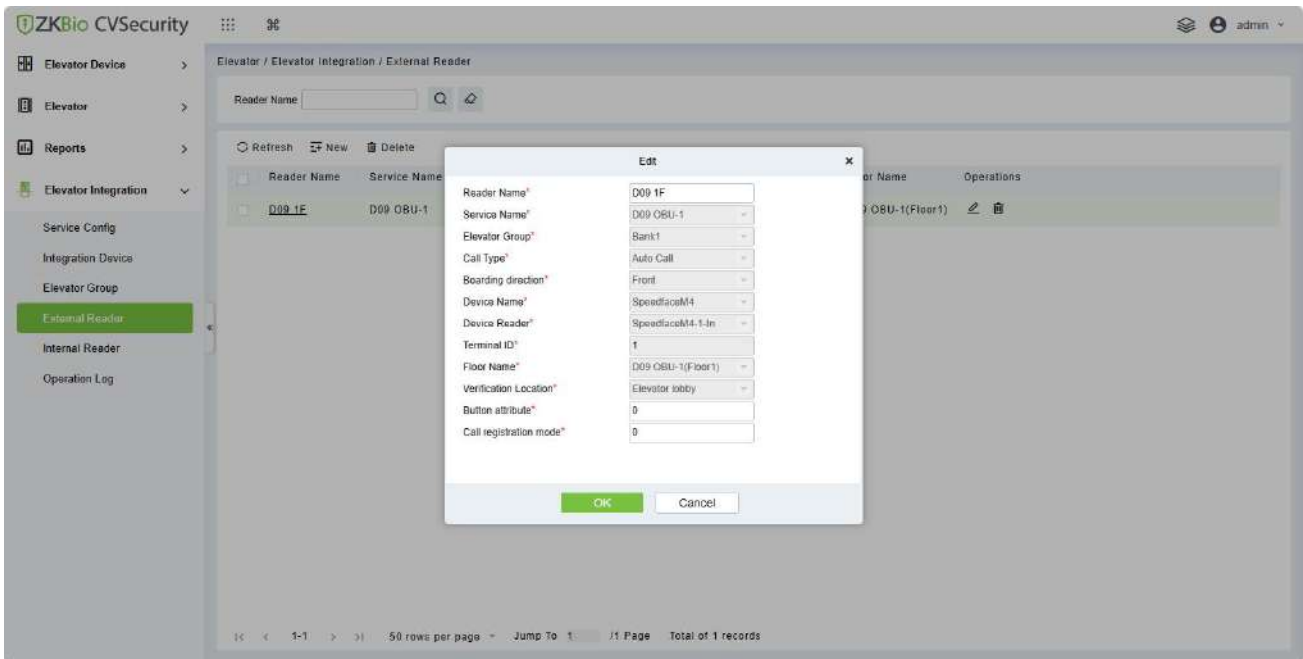 ZKBio CVSecurity
admin
Elevator Device
Elevator
Reports
Elevator Integration
Service Config
Integration Device
Elevator Group
External Reader
Internal Reader
Operation Log
Elevator / Elevator Integration / External Reader
Reader Name
Refresh New Delete
Reader Name Service Name or Name Operations
D09 1F D09 OBU-1 OBU-1(Floor1)
Edit
Reader Name* D09 1F
Service Name* D09 OBU-1
Elevator Group* Bank1
Call Type* Auto Call
Boarding direction* Front
Device Name* SpeedfaceM4
Device Reader* SpeedfaceM4-1-In
Terminal ID* 1
Floor Name* D09 OBU-1(Floor1)
Verification Location* Elevator lobby
Button attribute* 0
Call registration mode* 0
OK Cancel
1-1 50 rows per page Jump To 1 /1 Page Total of 1 records